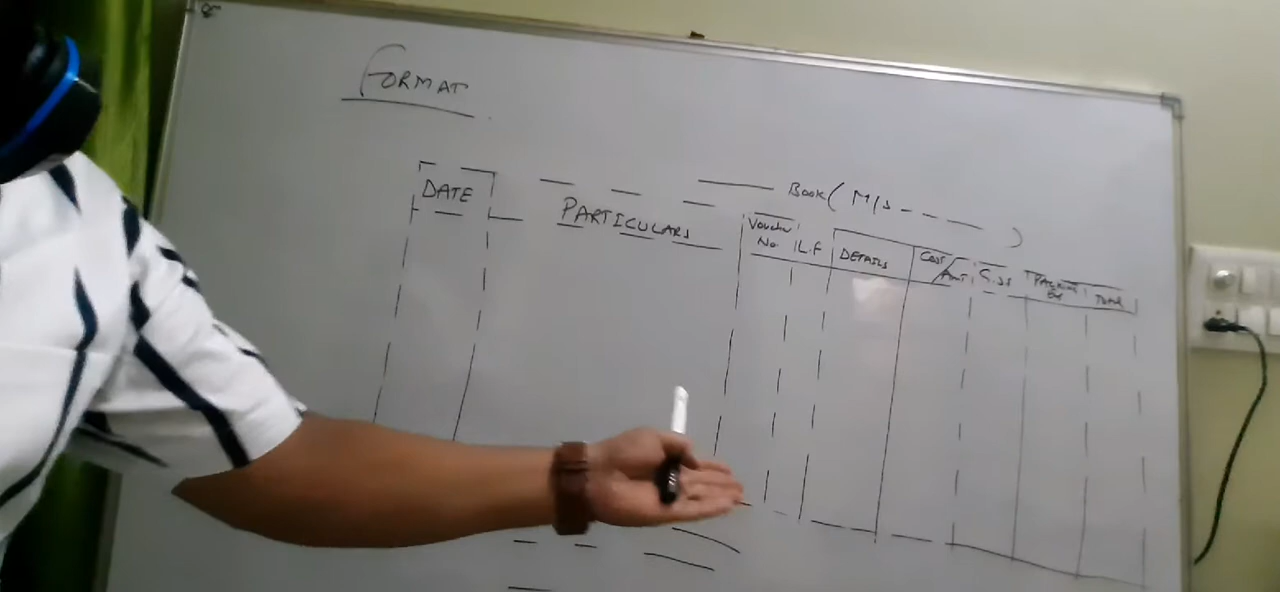 FORMAT
Book ( M/s - - - - )
DATE
PARTICULARS
Voucher
No
L.F
DETAILS
Cost/
Amt
TOTAL